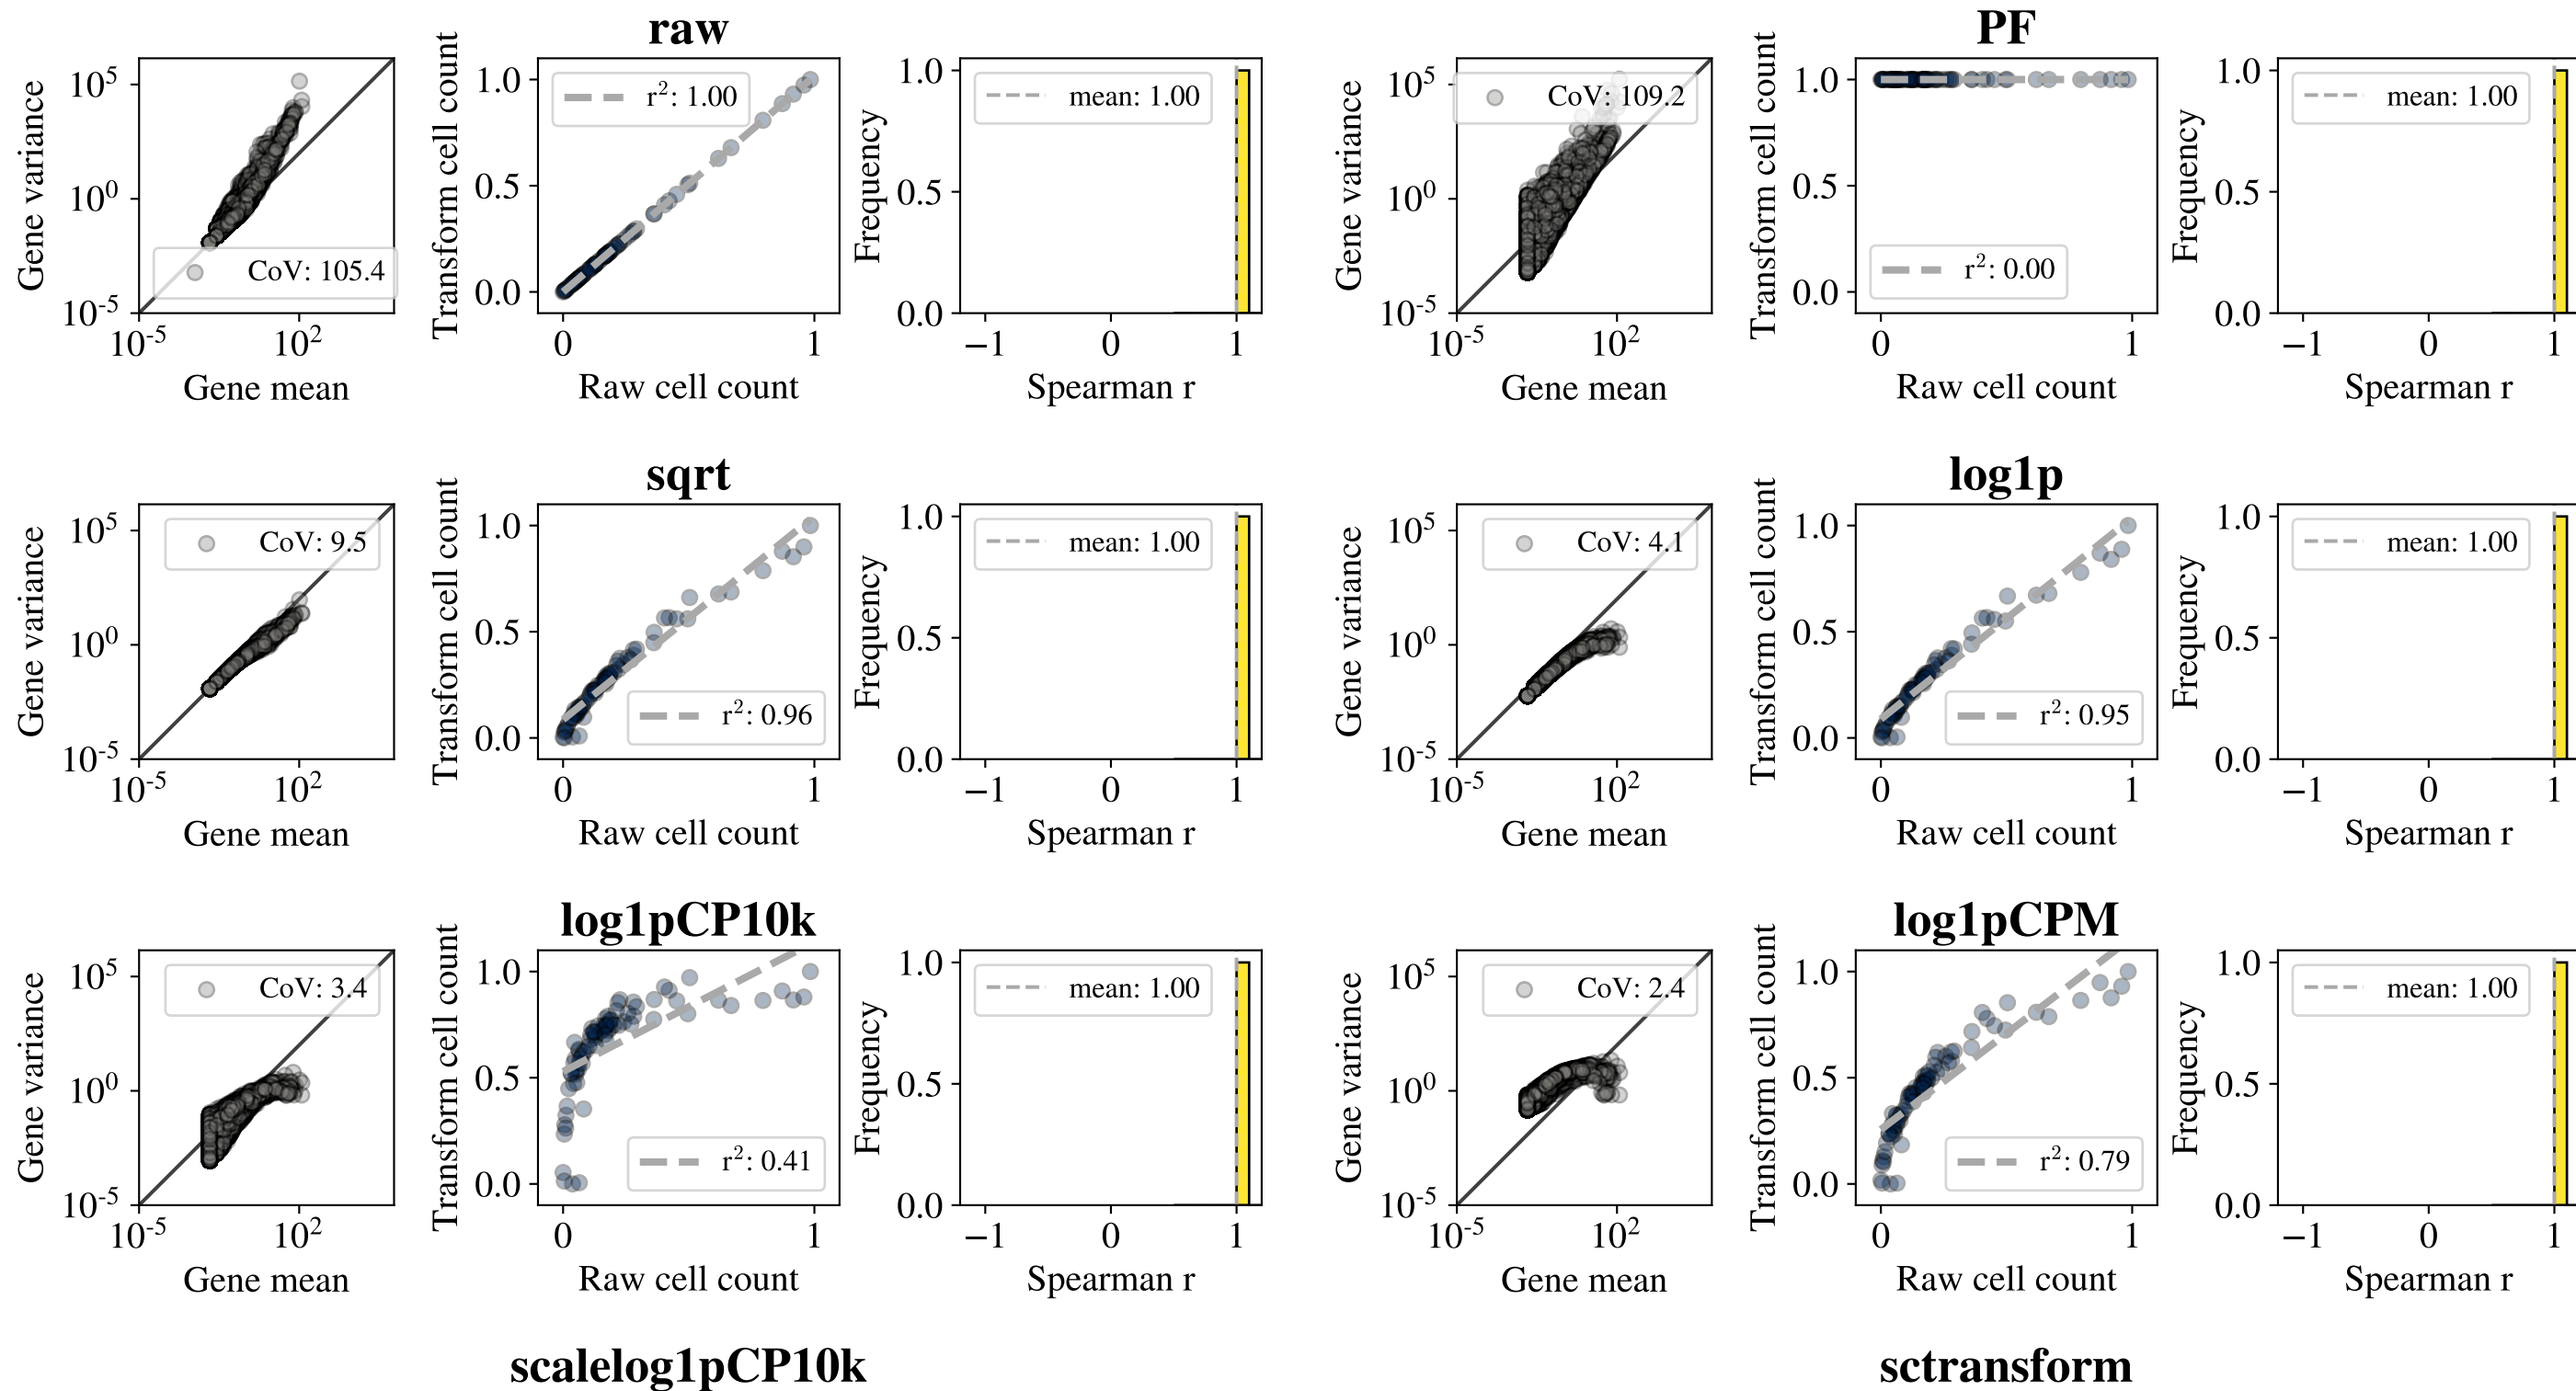 raw
Gene variance
10^5
10^0
10^-5
CoV: 105.4
10^-5
10^2
Gene mean
Transform cell count
1.0
0.5
0.0
r^2: 1.00
0
1
Raw cell count
Frequency
1.0
0.5
0.0
mean: 1.00
−1
0
1
Spearman r
PF
Gene variance
10^5
10^0
10^-5
CoV: 109.2
10^-5
10^2
Gene mean
Transform cell count
1.0
0.5
0.0
r^2: 0.00
0
1
Raw cell count
Frequency
1.0
0.5
0.0
mean: 1.00
−1
0
1
Spearman r
sqrt
Gene variance
10^5
10^0
10^-5
CoV: 9.5
10^-5
10^2
Gene mean
Transform cell count
1.0
0.5
0.0
r^2: 0.96
0
1
Raw cell count
Frequency
1.0
0.5
0.0
mean: 1.00
−1
0
1
Spearman r
log1p
Gene variance
10^5
10^0
10^-5
CoV: 4.1
10^-5
10^2
Gene mean
Transform cell count
1.0
0.5
0.0
r^2: 0.95
0
1
Raw cell count
Frequency
1.0
0.5
0.0
mean: 1.00
−1
0
1
Spearman r
log1pCP10k
Gene variance
10^5
10^0
10^-5
CoV: 3.4
10^-5
10^2
Gene mean
Transform cell count
1.0
0.5
0.0
r^2: 0.41
0
1
Raw cell count
Frequency
1.0
0.5
0.0
mean: 1.00
−1
0
1
Spearman r
log1pCPM
Gene variance
10^5
10^0
10^-5
CoV: 2.4
10^-5
10^2
Gene mean
Transform cell count
1.0
0.5
0.0
r^2: 0.79
0
1
Raw cell count
Frequency
1.0
0.5
0.0
mean: 1.00
−1
0
1
Spearman r
scalelog1pCP10k
sctransform